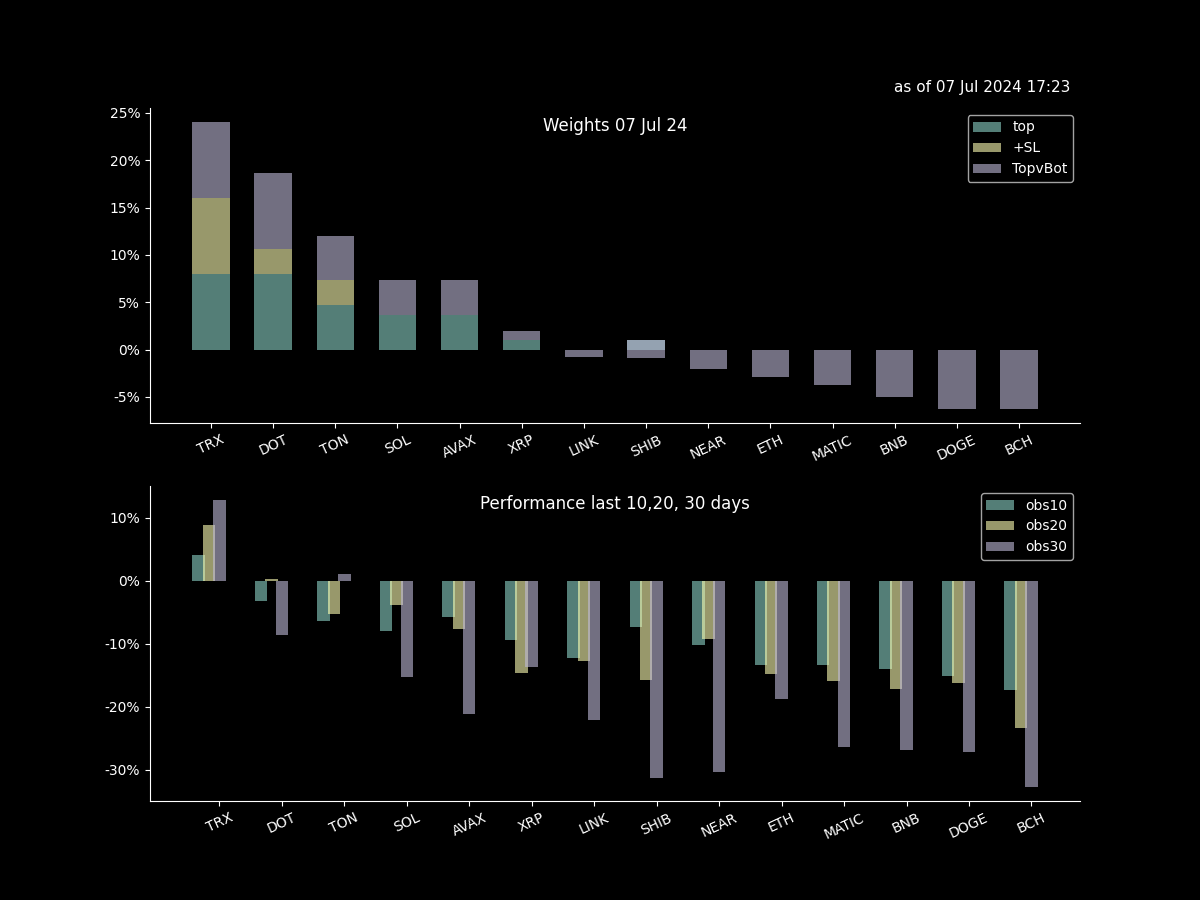 as of 07 Jul 2024 17:23
Weights 07 Jul 24
top
+SL
TopvBot
25%
20%
15%
10%
5%
0%
-5%
TRX DOT TON SOL AVAX XRP LINK SHIB NEAR ETH MATIC BNB DOGE BCH
Performance last 10,20, 30 days
obs10
obs20
obs30
10%
0%
-10%
-20%
-30%
TRX DOT TON SOL AVAX XRP LINK SHIB NEAR ETH MATIC BNB DOGE BCH